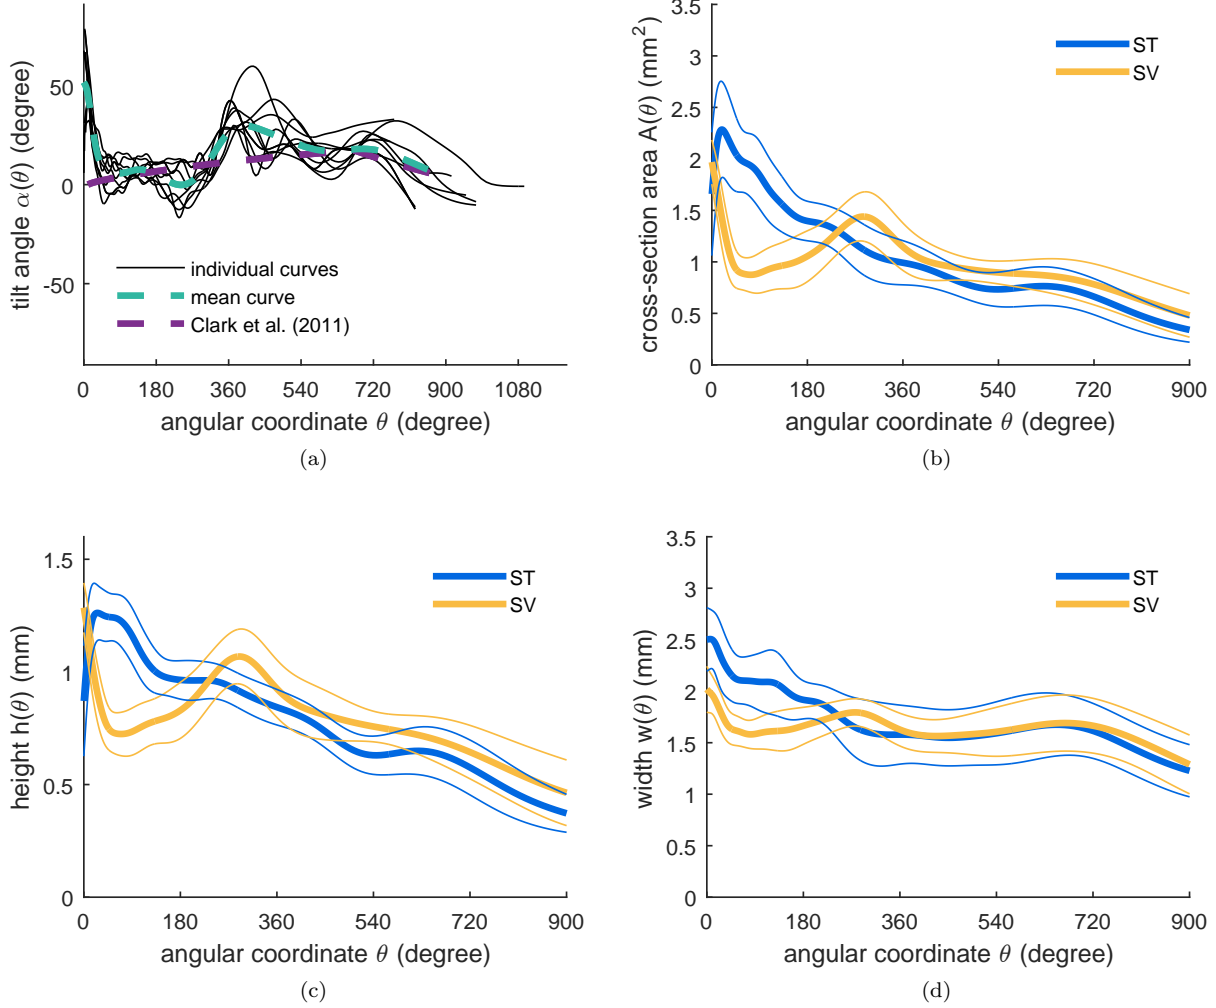 50
0
-50
tilt angle α(θ) (degree)
individual curves
mean curve
Clark et al. (2011)
0 180 360 540 720 900 1080
angular coordinate θ (degree)
(a)
3.5
3
2.5
2
1.5
1
0.5
0
cross-section area A(θ) (mm²)
ST
SV
0 180 360 540 720 900
angular coordinate θ (degree)
(b)
1.5
1
0.5
0
height h(θ) (mm)
ST
SV
0 180 360 540 720 900
angular coordinate θ (degree)
(c)
3.5
3
2.5
2
1.5
1
0.5
0
width w(θ) (mm)
ST
SV
0 180 360 540 720 900
angular coordinate θ (degree)
(d)